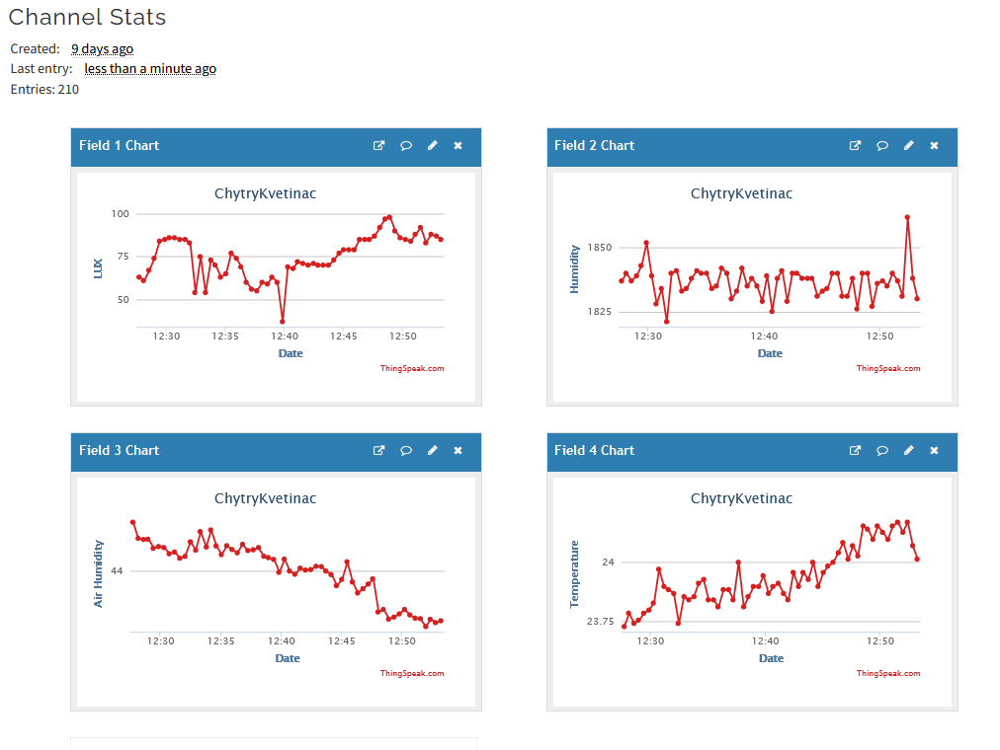 Channel Stats
Created: 9 days ago
Last entry: less than a minute ago
Entries: 210
Field 1 Chart
ChytryKvetinac
LUX
100
75
50
12:30 12:35 12:40 12:45 12:50
Date
ThingSpeak.com
Field 2 Chart
ChytryKvetinac
Humidity
1850
1825
12:30 12:40 12:50
Date
ThingSpeak.com
Field 3 Chart
ChytryKvetinac
Air Humidity
44
12:30 12:35 12:40 12:45 12:50
Date
ThingSpeak.com
Field 4 Chart
ChytryKvetinac
Temperature
24
23.75
12:30 12:40 12:50
Date
ThingSpeak.com